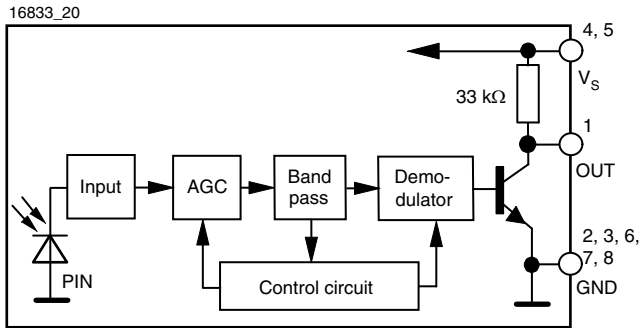 16833_20
4, 5
VS
33 kΩ
1
OUT
Input
AGC
Band
pass
Demo-
dulator
2, 3, 6,
7, 8
GND
PIN
Control circuit